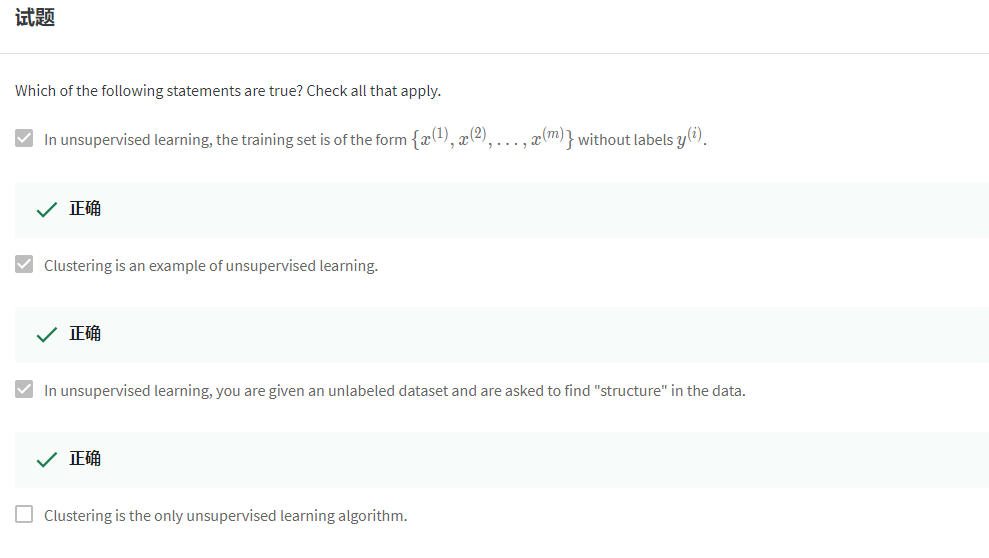 试题
Which of the following statements are true? Check all that apply.
In unsupervised learning, the training set is of the form {x^(1), x^(2), . . . , x^(m)} without labels y^(i).
正确
Clustering is an example of unsupervised learning.
正确
In unsupervised learning, you are given an unlabeled dataset and are asked to find "structure" in the data.
正确
Clustering is the only unsupervised learning algorithm.